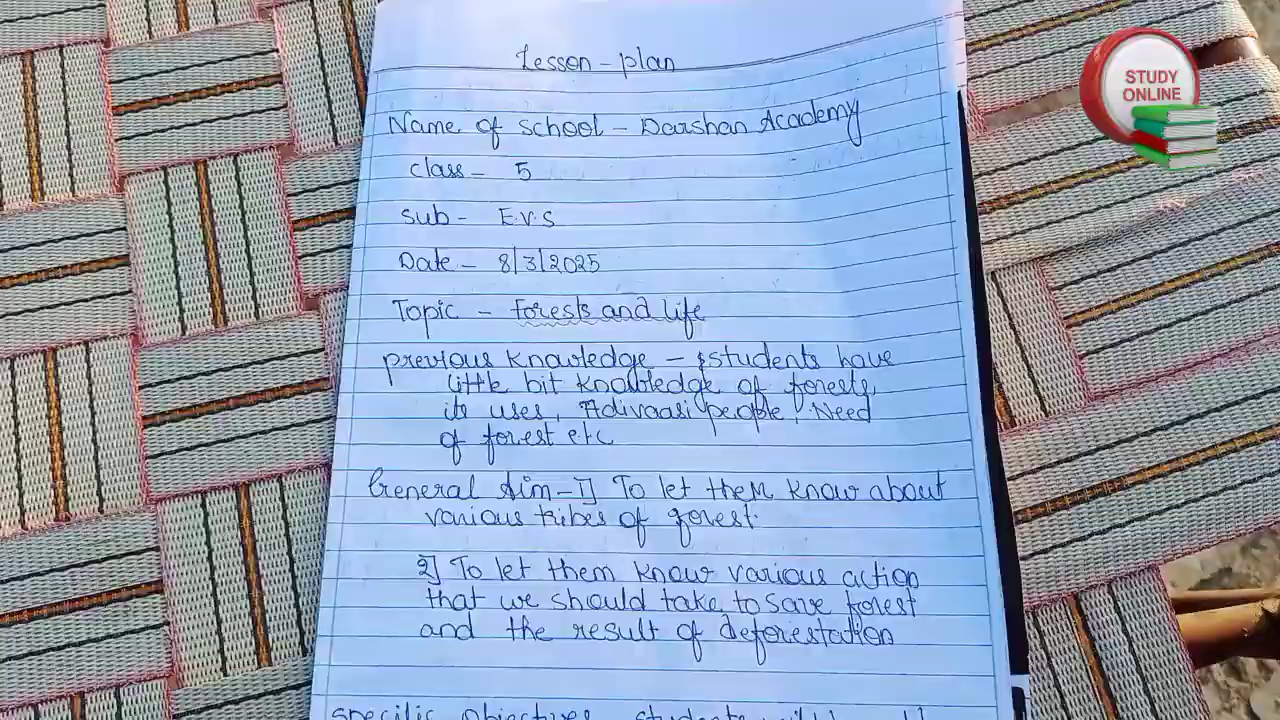 Lesson - plan
Name of school - Darshan Academy
class - 5
sub - E.V.S
Date - 8/3/2025
Topic - forests and life
previous knowledge - students have
little bit knowledge of forests,
its uses, Adivaasi people, Need
of forest etc
General Aim - 1] To let them know about
various tribes of forest.
2] To let them know various action
that we should take to save forest
and the result of deforestation
specific objectives students
STUDY
ONLINE